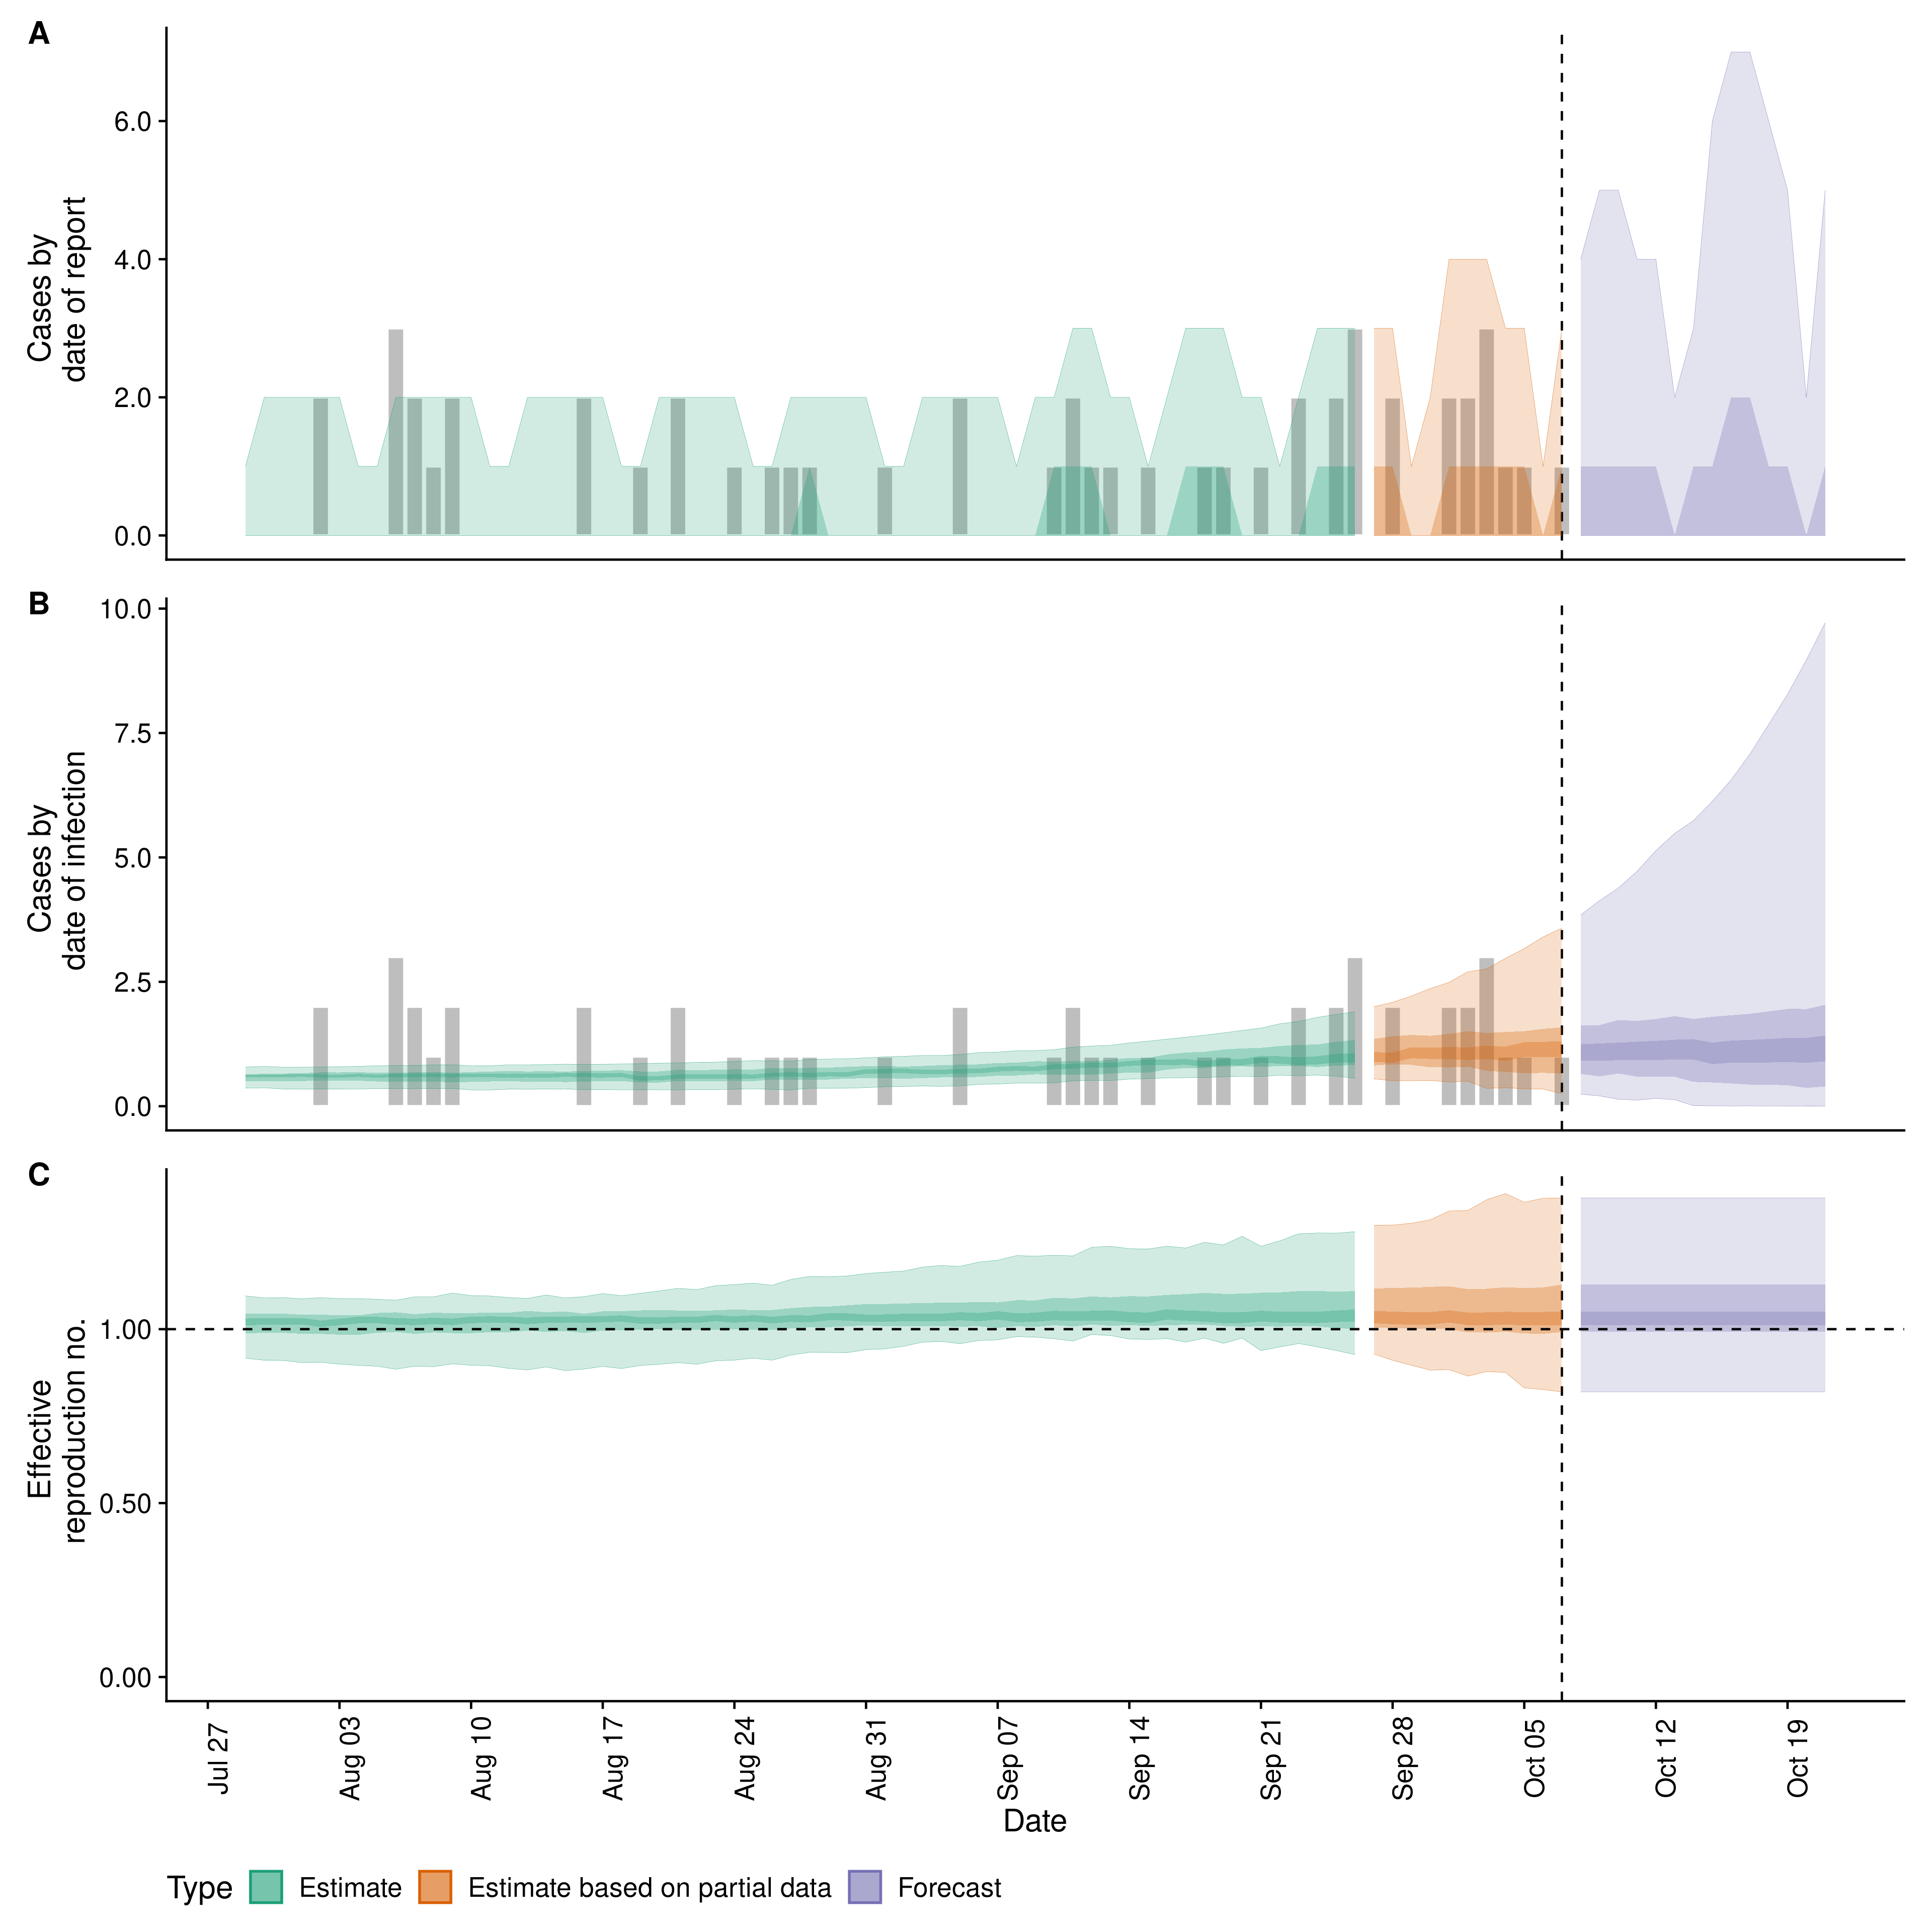 A
Cases by
date of report
6.0
4.0
2.0
0.0
B
Cases by
date of infection
10.0
7.5
5.0
2.5
0.0
C
Effective
reproduction no.
1.00
0.50
0.00
Jul 27
Aug 03
Aug 10
Aug 17
Aug 24
Aug 31
Sep 07
Sep 14
Sep 21
Sep 28
Oct 05
Oct 12
Oct 19
Date
Type
Estimate
Estimate based on partial data
Forecast